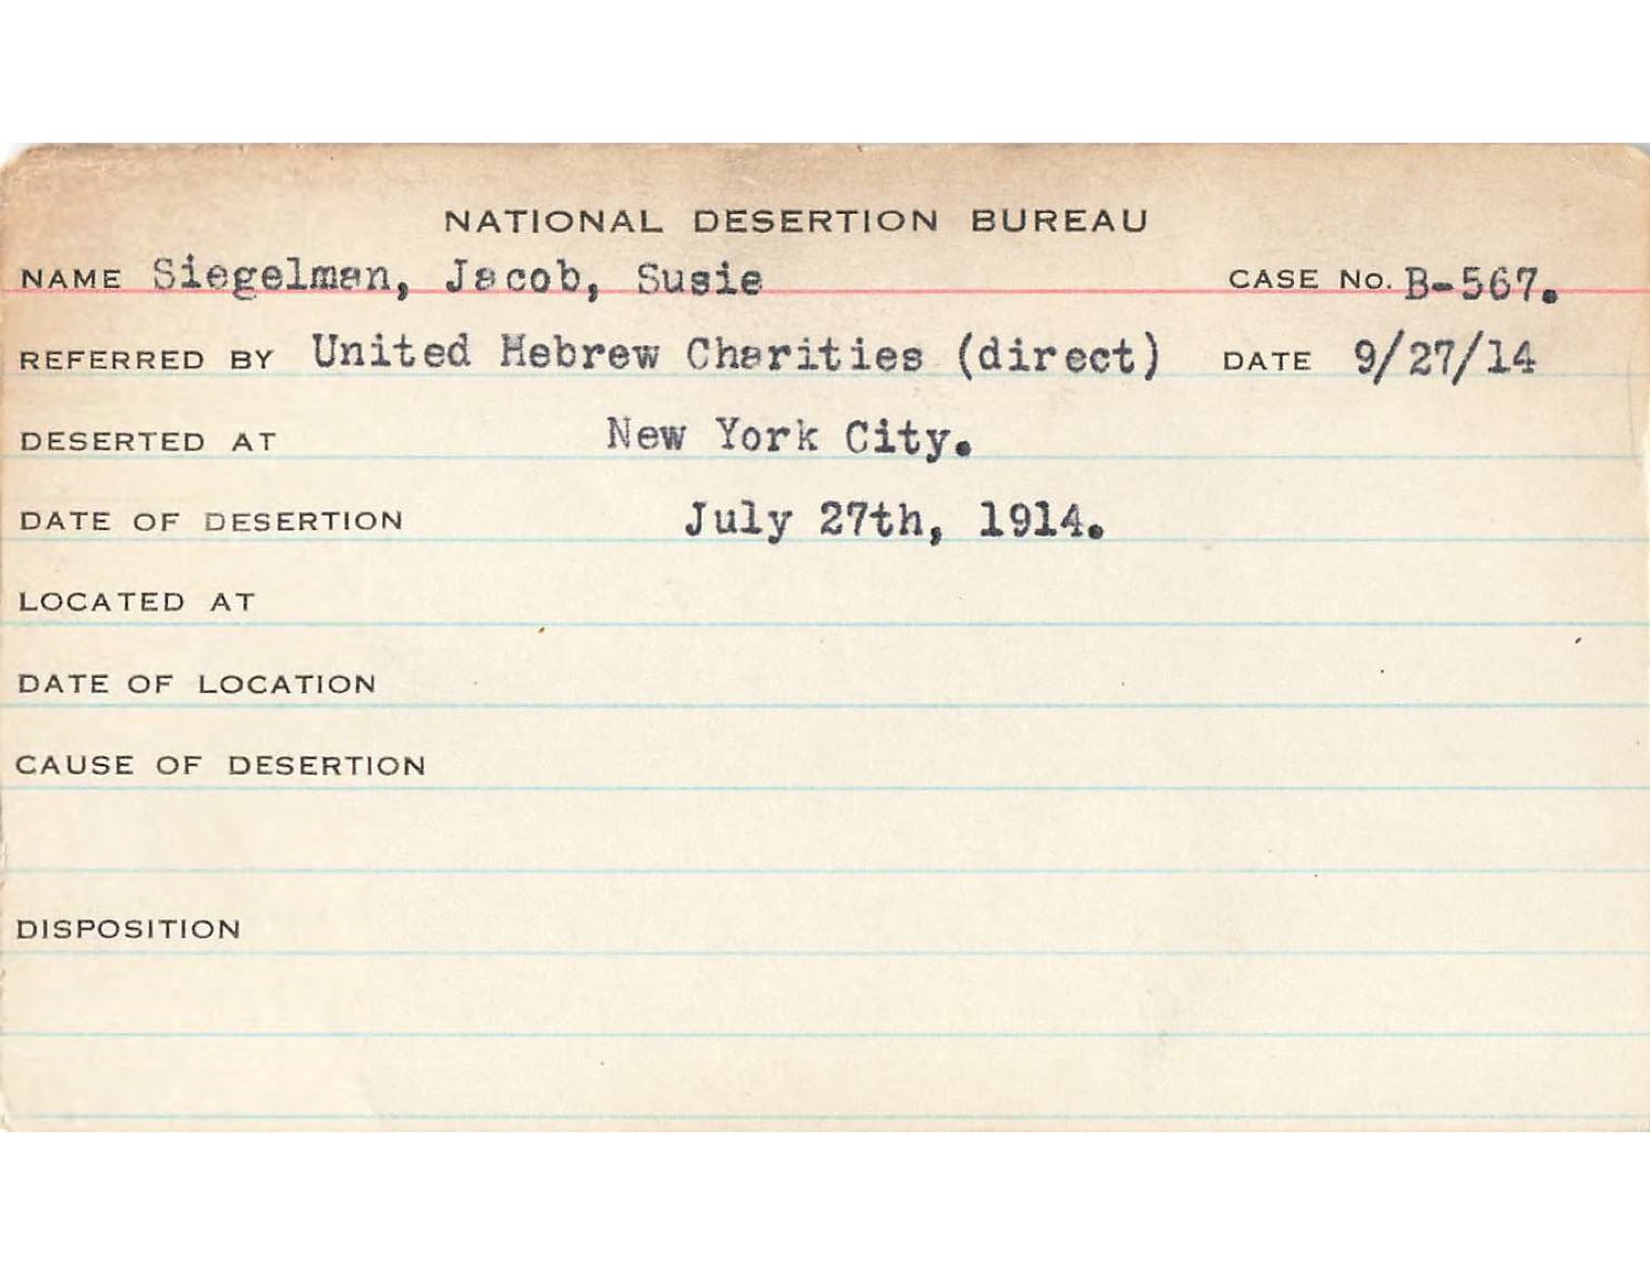 NATIONAL DESERTION BUREAU
NAME Siegelman, Jacob, Susie CASE No. B-567.
REFERRED BY United Hebrew Charities (direct) DATE 9/27/14
DESERTED AT New York City.
DATE OF DESERTION July 27th, 1914.
LOCATED AT
DATE OF LOCATION
CAUSE OF DESERTION
DISPOSITION